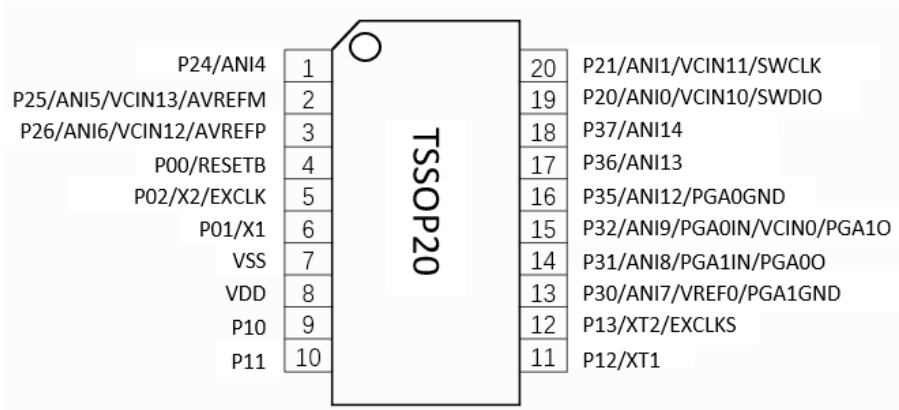 P24/ANI4 1
P25/ANI5/VCIN13/AVREFM 2
P26/ANI6/VCIN12/AVREFP 3
P00/RESETB 4
P02/X2/EXCLK 5
P01/X1 6
VSS 7
VDD 8
P10 9
P11 10
TSSOP20
20 P21/ANI1/VCIN11/SWCLK
19 P20/ANI0/VCIN10/SWDIO
18 P37/ANI14
17 P36/ANI13
16 P35/ANI12/PGA0GND
15 P32/ANI9/PGA0IN/VCIN0/PGA1O
14 P31/ANI8/PGA1IN/PGA0O
13 P30/ANI7/VREF0/PGA1GND
12 P13/XT2/EXCLKS
11 P12/XT1